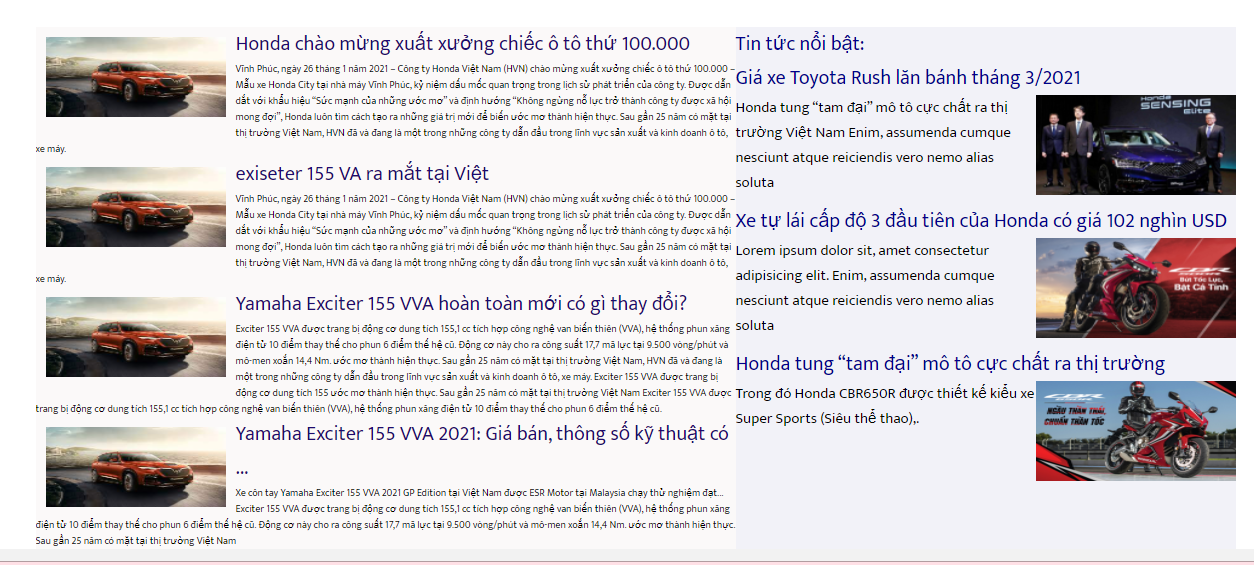 Honda chào mừng xuất xưởng chiếc ô tô thứ 100.000
Vĩnh Phúc, ngày 26 tháng 1 năm 2021 – Công ty Honda Việt Nam (HVN) chào mừng xuất xưởng chiếc ô tô thứ 100.000 –
Mẫu xe Honda City tại nhà máy Vĩnh Phúc, kỷ niệm dấu mốc quan trọng trong lịch sử phát triển của công ty. Được dẫn
dắt với khẩu hiệu “Sức mạnh của những ước mơ” và định hướng “Không ngừng nỗ lực trở thành công ty được xã hội
mong đợi”, Honda luôn tìm cách tạo ra những giá trị mới để biến ước mơ thành hiện thực. Sau gần 25 năm có mặt tại
thị trường Việt Nam, HVN đã và đang là một trong những công ty dẫn đầu trong lĩnh vực sản xuất và kinh doanh ô tô,
xe máy.
exiseter 155 VA ra mắt tại Việt
Vĩnh Phúc, ngày 26 tháng 1 năm 2021 – Công ty Honda Việt Nam (HVN) chào mừng xuất xưởng chiếc ô tô thứ 100.000 –
Mẫu xe Honda City tại nhà máy Vĩnh Phúc, kỷ niệm dấu mốc quan trọng trong lịch sử phát triển của công ty. Được dẫn
dắt với khẩu hiệu “Sức mạnh của những ước mơ” và định hướng “Không ngừng nỗ lực trở thành công ty được xã hội
mong đợi”, Honda luôn tìm cách tạo ra những giá trị mới để biến ước mơ thành hiện thực. Sau gần 25 năm có mặt tại
thị trường Việt Nam, HVN đã và đang là một trong những công ty dẫn đầu trong lĩnh vực sản xuất và kinh doanh ô tô,
xe máy.
Yamaha Exciter 155 VVA hoàn toàn mới có gì thay đổi?
Exciter 155 VVA được trang bị động cơ dung tích 155,1 cc tích hợp công nghệ van biến thiên (VVA), hệ thống phun xăng
điện tử 10 điểm thay thế cho phun 6 điểm thế hệ cũ. Động cơ này cho ra công suất 17,7 mã lực tại 9.500 vòng/phút và
mô-men xoắn 14,4 Nm. ước mơ thành hiện thực. Sau gần 25 năm có mặt tại thị trường Việt Nam, HVN đã và đang là
một trong những công ty dẫn đầu trong lĩnh vực sản xuất và kinh doanh ô tô, xe máy. Exciter 155 VVA được trang bị
động cơ dung tích 155 ước mơ thành hiện thực. Sau gần 25 năm có mặt tại thị trường Việt Nam Exciter 155 VVA được
trang bị động cơ dung tích 155,1 cc tích hợp công nghệ van biến thiên (VVA), hệ thống phun xăng điện tử 10 điểm thay thế cho phun 6 điểm thế hệ cũ.
Yamaha Exciter 155 VVA 2021: Giá bán, thông số kỹ thuật có
...
Xe côn tay Yamaha Exciter 155 VVA 2021 GP Edition tại Việt Nam được ESR Motor tại Malaysia chạy thử nghiệm đạt...
Exciter 155 VVA được trang bị động cơ dung tích 155,1 cc tích hợp công nghệ van biến thiên (VVA), hệ thống phun xăng
điện tử 10 điểm thay thế cho phun 6 điểm thế hệ cũ. Động cơ này cho ra công suất 17,7 mã lực tại 9.500 vòng/phút và mô-men xoắn 14,4 Nm. ước mơ thành hiện thực.
Sau gần 25 năm có mặt tại thị trường Việt Nam
Tin tức nổi bật:
Giá xe Toyota Rush lăn bánh tháng 3/2021
Honda tung “tam đại” mô tô cực chất ra thị
trường Việt Nam Enim, assumenda cumque
nesciunt atque reiciendis vero nemo alias
soluta
Honda
SENSING
Elite
Xe tự lái cấp độ 3 đầu tiên của Honda có giá 102 nghìn USD
Lorem ipsum dolor sit, amet consectetur
adipisicing elit. Enim, assumenda cumque
nesciunt atque reiciendis vero nemo alias
soluta
CBR
Bứt Tốc Lực,
Bật Cá Tính
Honda tung “tam đại” mô tô cực chất ra thị trường
Trong đó Honda CBR650R được thiết kế kiểu xe
Super Sports (Siêu thể thao),.
NGẦU THẦN THÁI,
CHUẨN THẦN TỐC